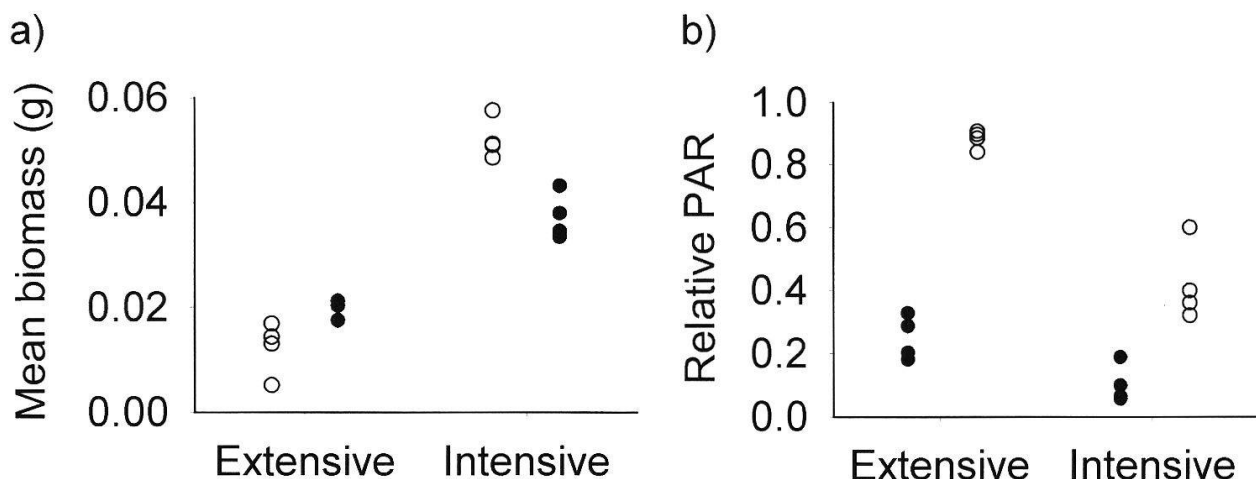 a)
Mean biomass (g)
0.06
0.04
0.02
0.00
Extensive
Intensive
b)
Relative PAR
1.0
0.8
0.6
0.4
0.2
0.0
Extensive
Intensive